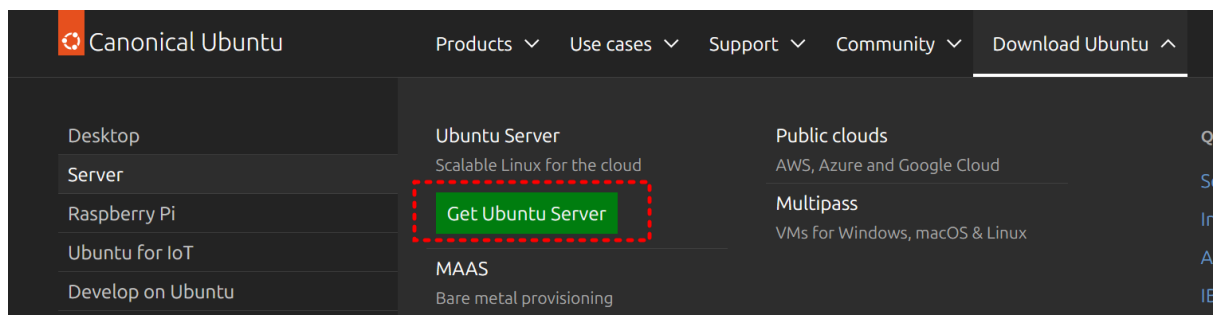 Canonical Ubuntu
Products
Use cases
Support
Community
Download Ubuntu
Desktop
Server
Raspberry Pi
Ubuntu for IoT
Develop on Ubuntu
Ubuntu Server
Scalable Linux for the cloud
Get Ubuntu Server
MAAS
Bare metal provisioning
Public clouds
AWS, Azure and Google Cloud
Multipass
VMs for Windows, macOS & Linux